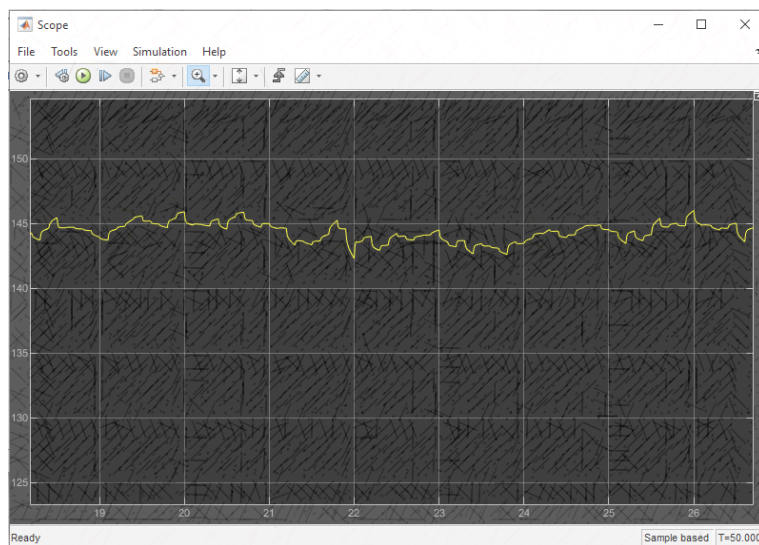 Scope
File Tools View Simulation Help
150
145
140
135
130
125
19 20 21 22 23 24 25 26
Ready Sample based T=50.000